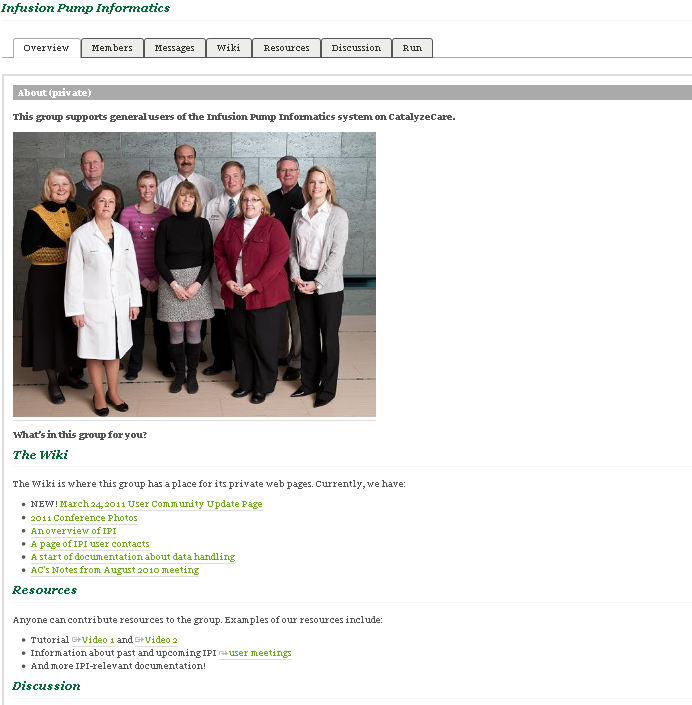 Infusion Pump Informatics
Overview Members Messages Wiki Resources Discussion Run
About (private)
This group supports general users of the Infusion Pump Informatics system on CatalyzeCare.
What's in this group for you?
The Wiki
The Wiki is where this group has a place for its private web pages. Currently, we have:
NEW! March 24, 2011 User Community Update Page
2011 Conference Photos
An overview of IPI
A page of IPI user contacts
A start of documentation about data handling
AC's Notes from August 2010 meeting
Resources
Anyone can contribute resources to the group. Examples of our resources include:
Tutorial Video 1 and Video 2
Information about past and upcoming IPI user meetings
And more IPI-relevant documentation!
Discussion